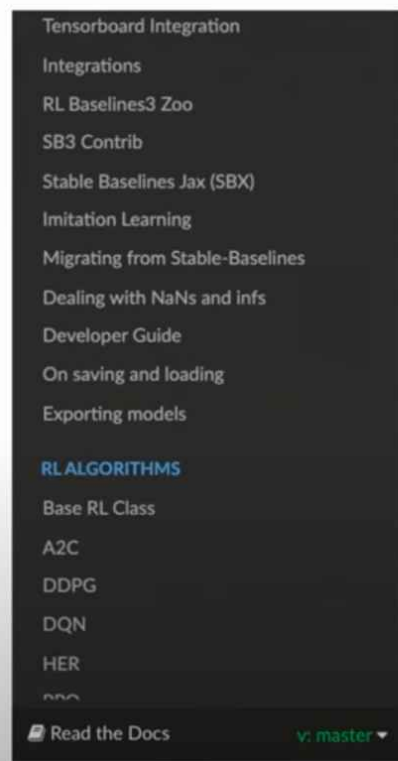 Tensorboard Integration
Integrations
RL Baselines3 Zoo
SB3 Contrib
Stable Baselines Jax (SBX)
Imitation Learning
Migrating from Stable-Baselines
Dealing with NaNs and infs
Developer Guide
On saving and loading
Exporting models
RL ALGORITHMS
Base RL Class
A2C
DDPG
DQN
HER
Read the Docs v: master